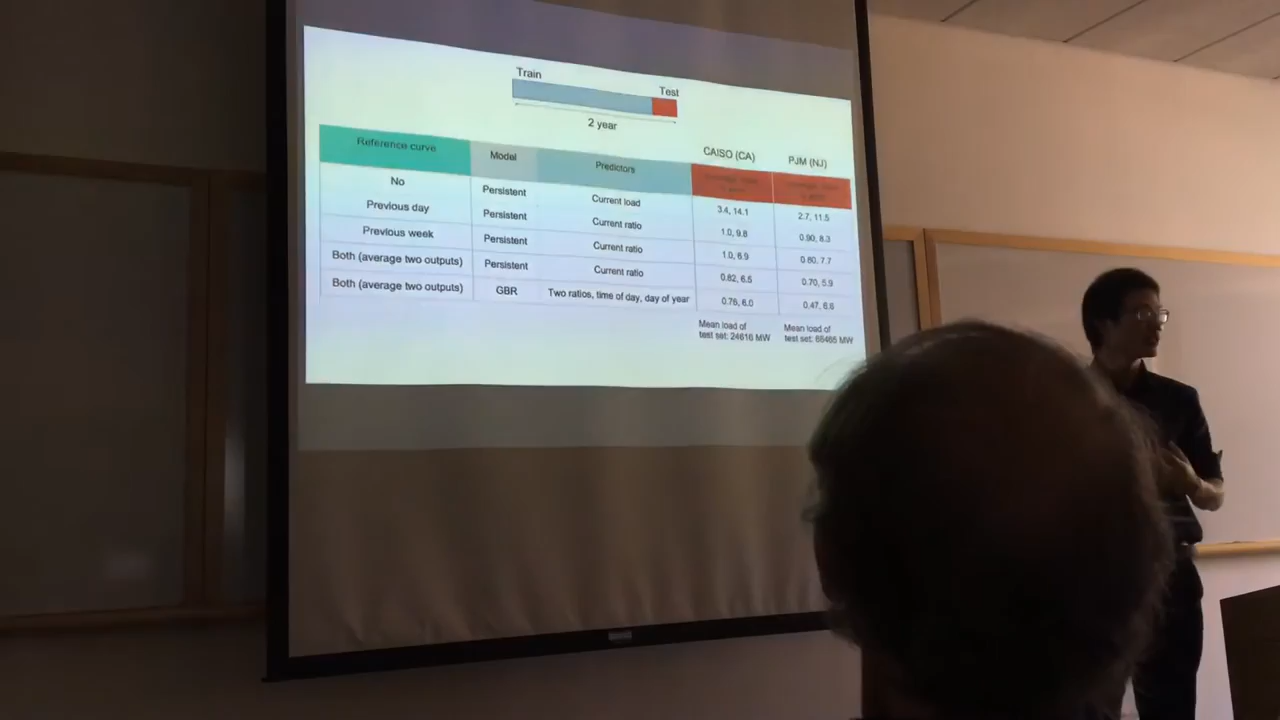 Train
Test
2 year
CAISO (CA) PJM (NJ)
Reference curve Model Predictors
No Persistent Current load 3.4, 14.1 2.7, 11.5
Previous day Persistent Current ratio 1.0, 9.8 0.90, 8.3
Previous week Persistent Current ratio 1.0, 6.9 0.80, 7.7
Both (average two outputs) Persistent Current ratio 0.82, 6.5 0.70, 5.9
Both (average two outputs) GBR Two ratios, time of day, day of year 0.76, 6.0 0.47, 6.6
Mean load of Mean load of
test set: 24616 MW test set: 65465 MW